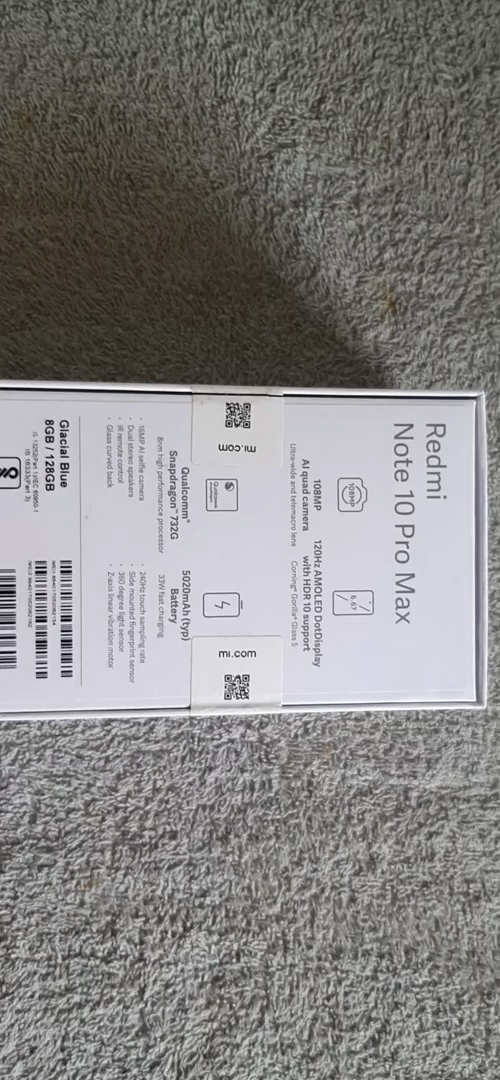 Redmi
Note 10 Pro Max
108MP
108MP
AI quad camera
Ultra-wide and telemacro lens
6.67
120Hz AMOLED DotDisplay
with HDR 10 support
Corning® Gorilla® Glass 5
mi.com
mi.com
Qualcomm®
Snapdragon™ 732G
8nm high performance processor
5020mAh (typ)
Battery
33W fast charging
· 16MP AI selfie camera
· Dual stereo speakers
· IR remote control
· Glass curved back
· 240Hz touch sampling rate
· Side mounted fingerprint sensor
· 360 degree light sensor
· Z-axis linear vibration motor
Glacial Blue
8GB / 128GB